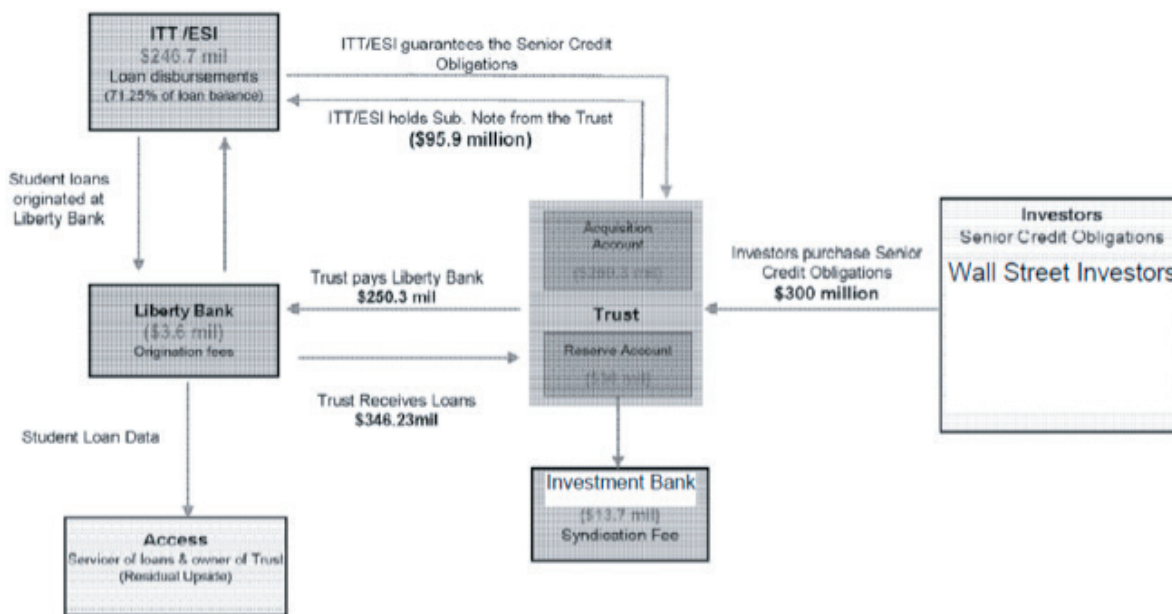 ITT /ESI
$246.7 mil
Loan disbursements
(71.25% of loan balance)
ITT/ESI guarantees the Senior Credit
Obligations
ITT/ESI holds Sub. Note from the Trust
($95.9 million)
Student loans
originated at
Liberty Bank
Acquisition
Account
Investors
Senior Credit Obligations
Wall Street Investors
Investors purchase Senior
Credit Obligations
$300 million
Trust pays Liberty Bank
$250.3 mil
Trust
Liberty Bank
($3.6 mil)
Origination fees
Reserve Account
Trust Receives Loans
$346.23mil
Student Loan Data
Investment Bank
($13.7 mil)
Syndication Fee
Access
Servicer of loans & owner of Trust
(Residual Upside)